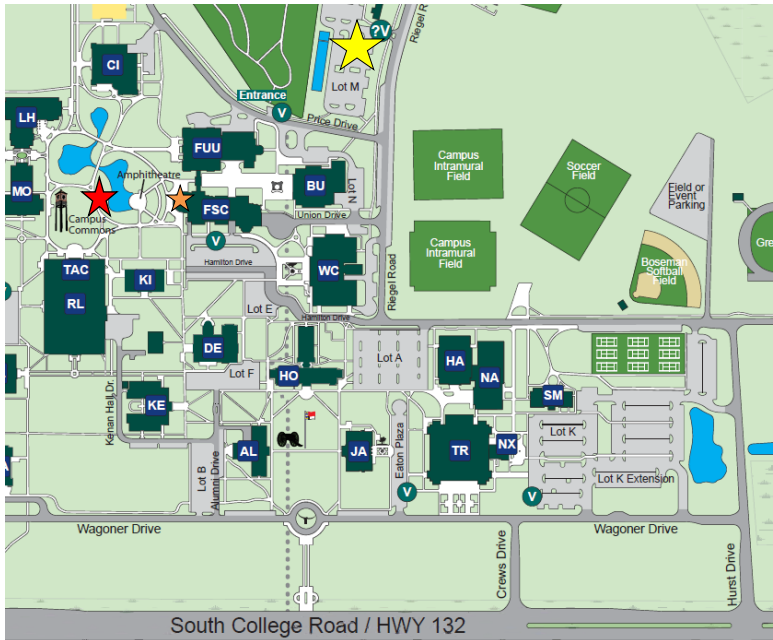 ?V
CI
Riegel R
Lot M
Entrance
V
Price Drive
LH
FUU
Campus
Intramural
Field
Soccer
Field
Amphitheatre
MO
BU
Lot N
Field or
Event
Parking
Campus
Commons
FSC
Union Drive
V
Gre
TAC
RL
KI
Hamilton Drive
WC
Riegel Road
Campus
Intramural
Field
Boseman
Softball
Field
Lot E
Hamilton Drive
DE
Lot F
HO
Lot A
HA
NA
SM
Kenan Hall Dr.
KE
AL
JA
Eaton Plaza
TR
NX
Lot K
Lot B
Alumni Drive
A
V
V
Lot K Extension
Wagoner Drive
Wagoner Drive
Crews Drive
Hurst Drive
South College Road / HWY 132